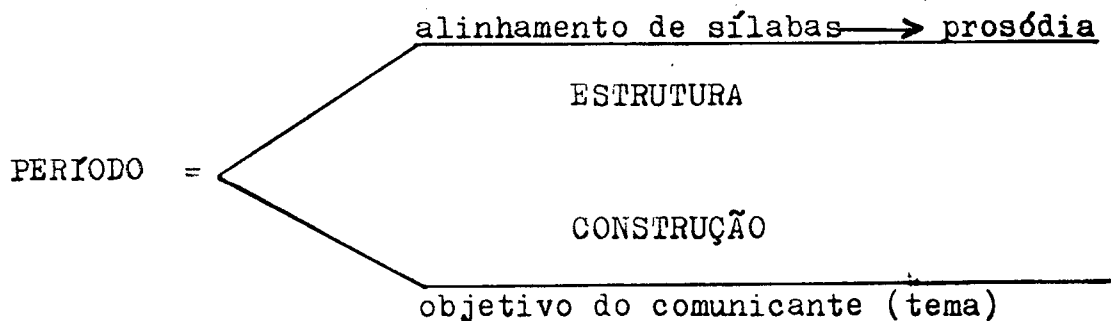 alinhamento de sílabas → prosódia
ESTRUTURA
PERÍODO =
CONSTRUÇÃO
objetivo do comunicante (tema)